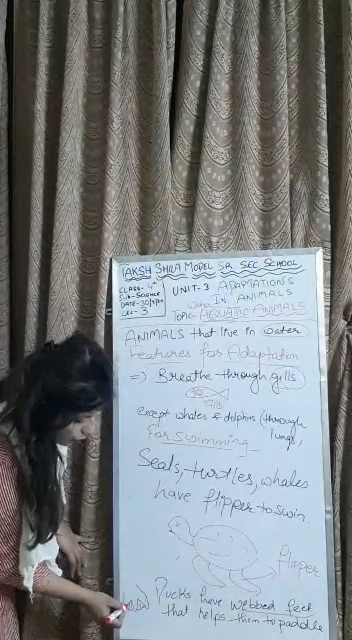 TAKSH SHILA MODEL SR. SEC SCHOOL
CLASS- 4th
SUB- SCIENCE
LEC- 3
UNIT-3 ADAPTATIONS
IN ANIMALS
TOPIC- AQUATIC ANIMALS
ANIMALS that live in water
Features for Adaptation
=) Breathe through gills
Gills
except whales & dolphins (through
lungs)
For Swimming
Seals, turtles, whales
have flipper to swim
flipper
Ducks have webbed feet
that helps them to paddle